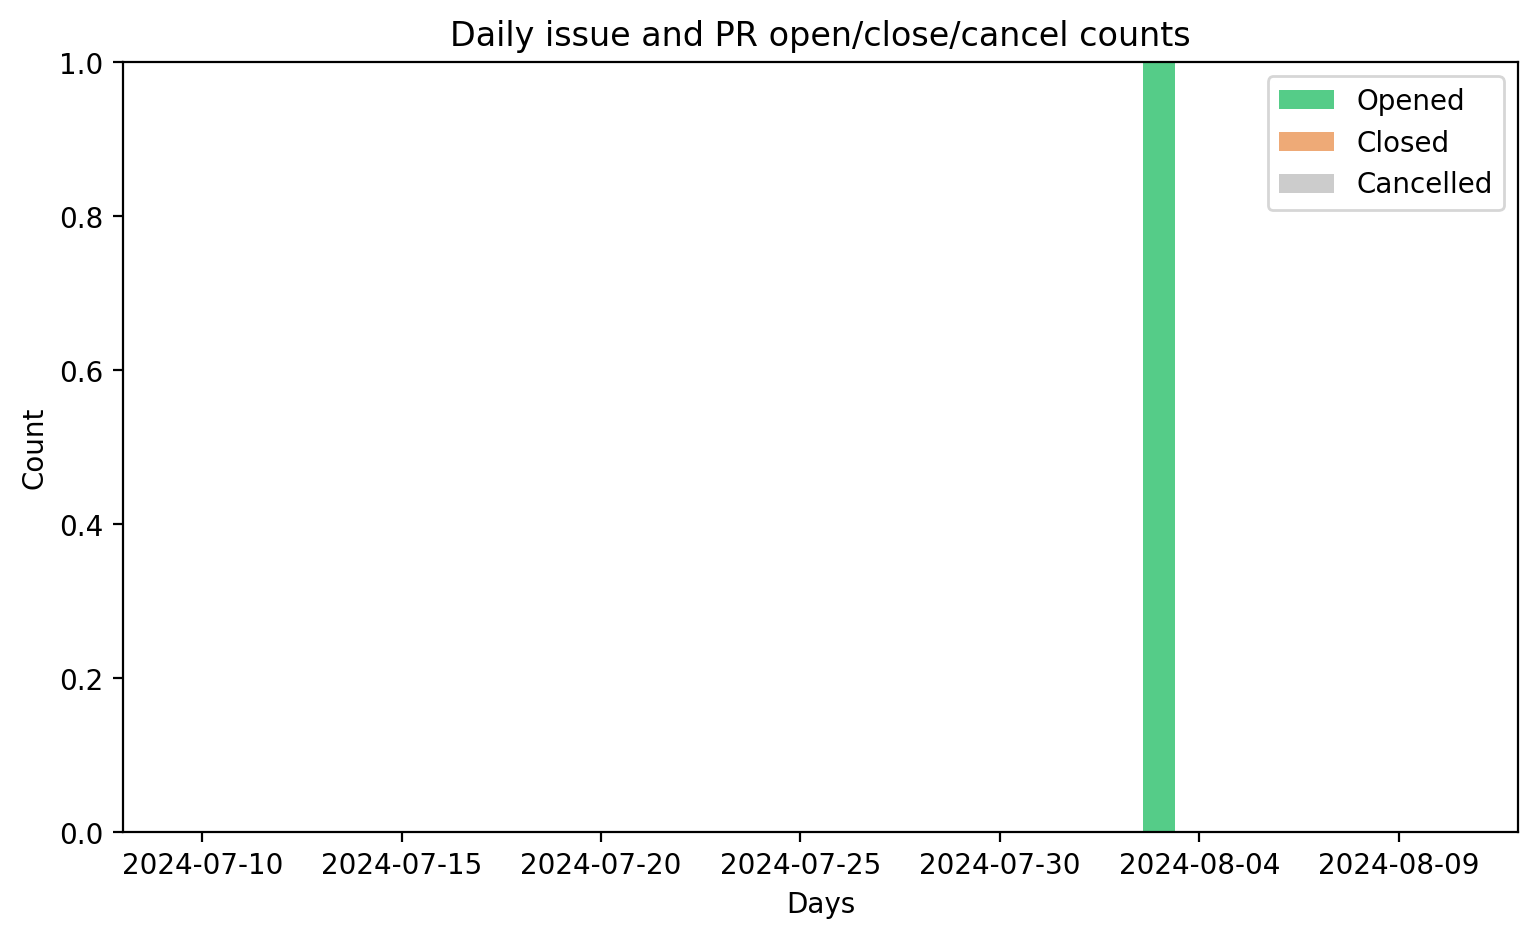 Daily issue and PR open/close/cancel counts
1.0
0.8
0.6
0.4
0.2
0.0
Count
Opened
Closed
Cancelled
2024-07-10 2024-07-15 2024-07-20 2024-07-25 2024-07-30 2024-08-04 2024-08-09
Days